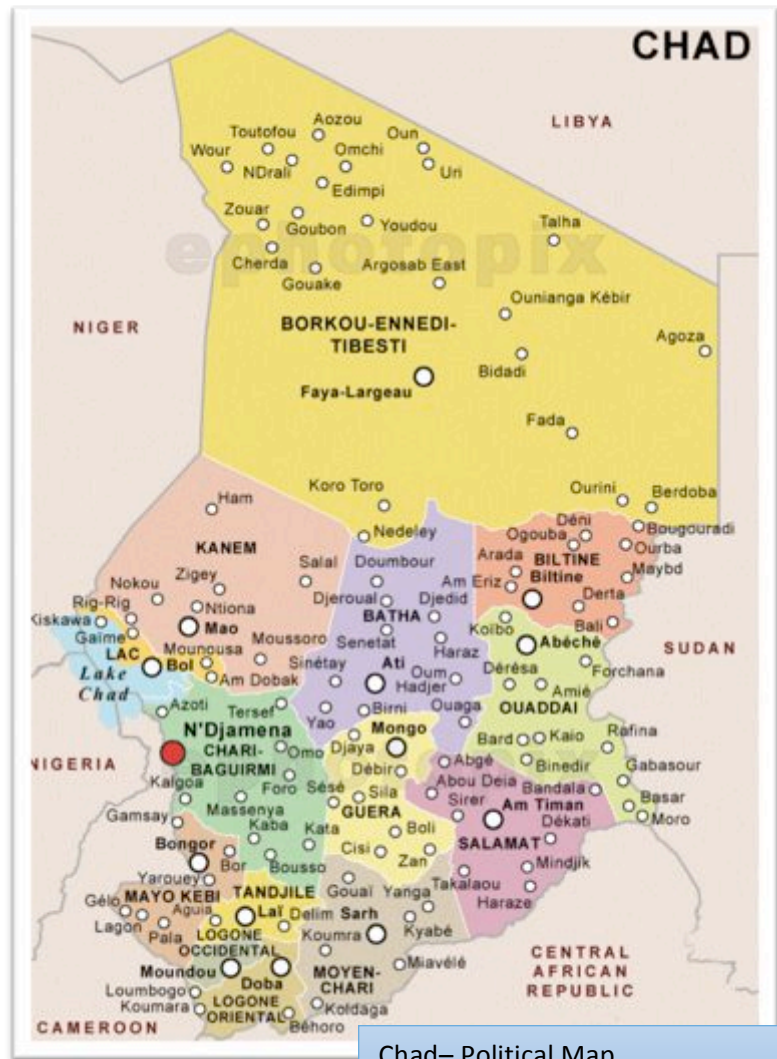 CHAD
LIBYA
Aozou
Toutofou
Oun
Wour
Omchi
NDrali
Uri
Edimpi
Zouar
Goubon
Youdou
Talha
ephotopix
Cherda
Argosab East
Gouake
Ounianga Kébir
NIGER
BORKOU-ENNEDI-
TIBESTI
Agoza
Bidadi
Faya-Largeau
Fada
Koro Toro
Ourini
Berdoba
Ham
Nedeley
Déni
Bougouradi
Ogouba
KANEM
Arada
BILTINE
Ourba
Salal
Doumbour
Biltine
Maybd
Zigey
Am Eriz
Nokou
Djeroual
Djedid
Derta
Rig-Rig
Ntiona
BATHA
Kiskawa
Mao
Koïbo
Bali
Gaïme
Moussoro
Senetat
Haraz
Abéché
SUDAN
LAC
Mounousa
Bol
Sinétay
Ati
Oum
Hadjer
Dérésa
Forchana
Lake
Chad
Am Dobak
Amié
OUADDAI
Azoti
Tersef
Birni
Ouaga
Yao
N'Djamena
Mongo
Rafina
CHARI-
BAGUIRMI
Omo
Djaya
Bard
Kaio
NIGERIA
Débir
Abgé
Binedir
Gabasour
Kalgoa
Foro
Sésé
Sila
Abou Deia
Bandala
Massenya
Sirer
Am Timan
Basar
Gamsay
GUERA
Moro
Kaba
Kata
Boli
Dékati
Bongor
SALAMAT
Bor
Bousso
Cisi
Zan
Mindjik
Yarouey
Gouaï
Yanga
Takalaou
MAYO KEBI
TANDJILE
Haraze
Gélo
Aguia
Laï
Delim
Sarh
Lagon
Kyabé
Pala
LOGONE
OCCIDENTAL
Koumra
CENTRAL
AFRICAN
REPUBLIC
Moundou
Doba
MOYEN-
CHARI
Miavélé
Loumbogo
LOGONE
ORIENTAL
Koumara
Koldaga
CAMEROON
Béhoro
Chad– Political Map